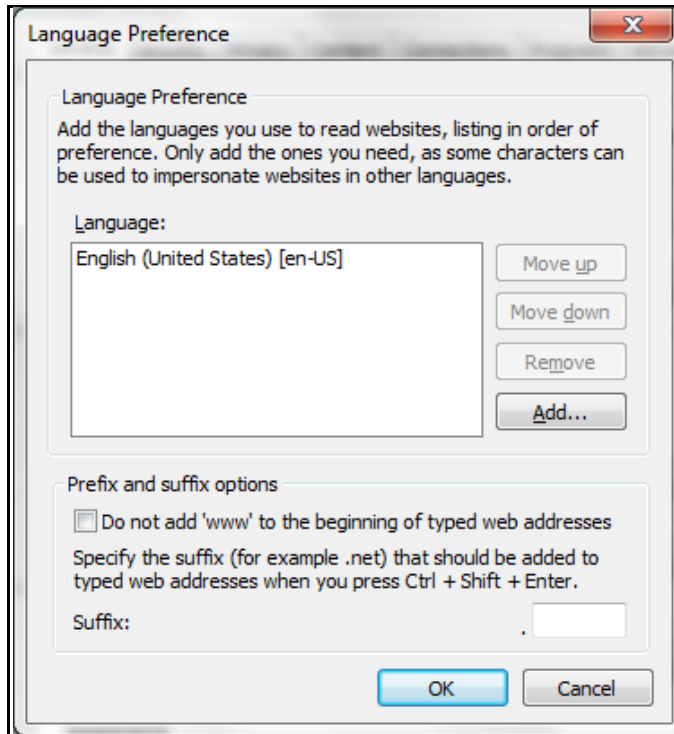 Language Preference
Language Preference
Add the languages you use to read websites, listing in order of
preference. Only add the ones you need, as some characters can
be used to impersonate websites in other languages.
Language:
English (United States) [en-US]
Move up
Move down
Remove
Add...
Prefix and suffix options
Do not add 'www' to the beginning of typed web addresses
Specify the suffix (for example .net) that should be added to
typed web addresses when you press Ctrl + Shift + Enter.
Suffix: .
OK Cancel